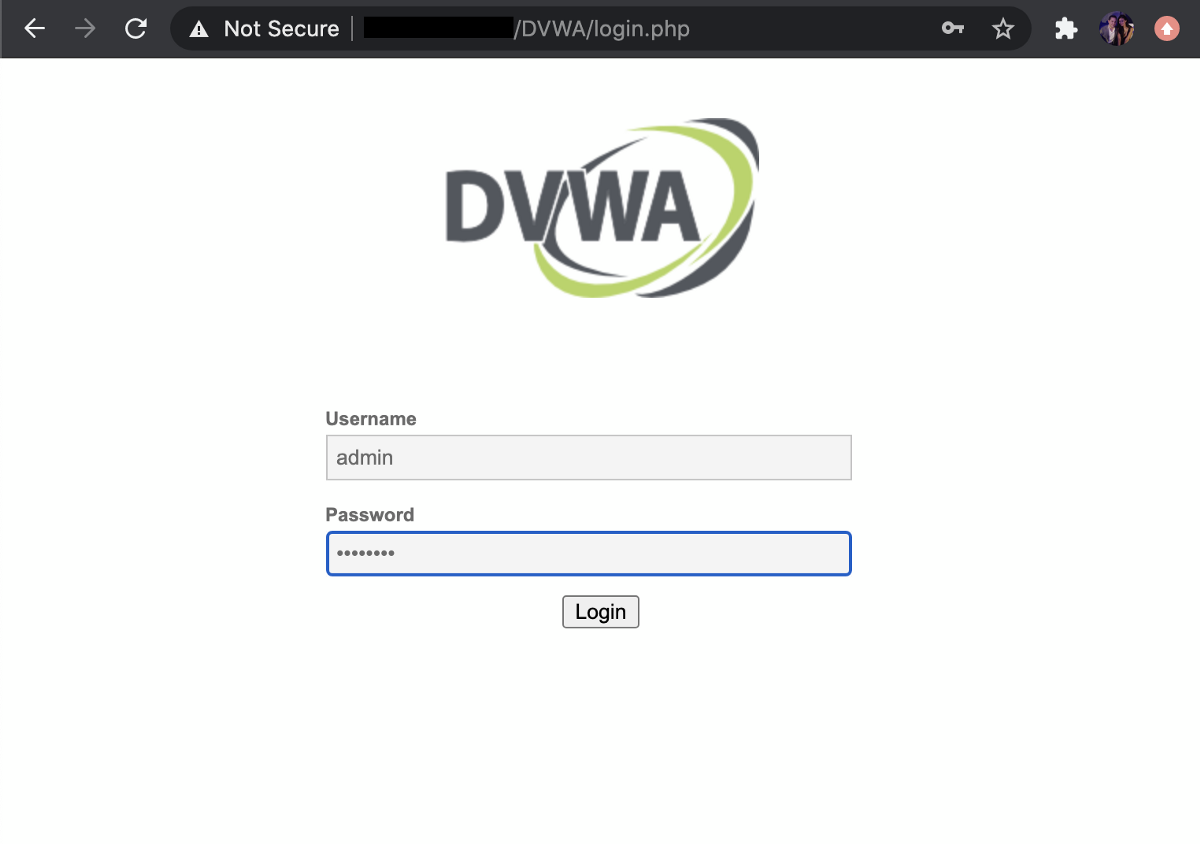 Not Secure | /DVWA/login.php
DVWA
Username
admin
Password
••••••••
Login